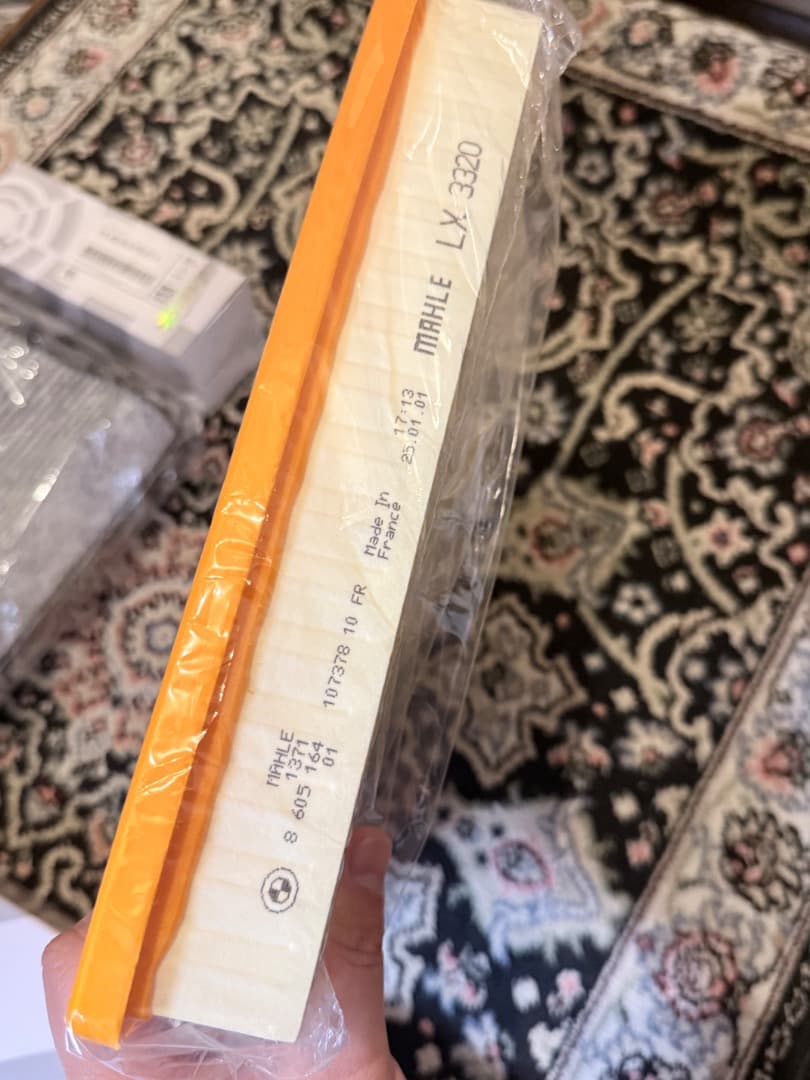 MAHLE LX 3320
17:13
25.01.01
Made In
France
107378 10 FR
MAHLE
1371
8 605 164
01